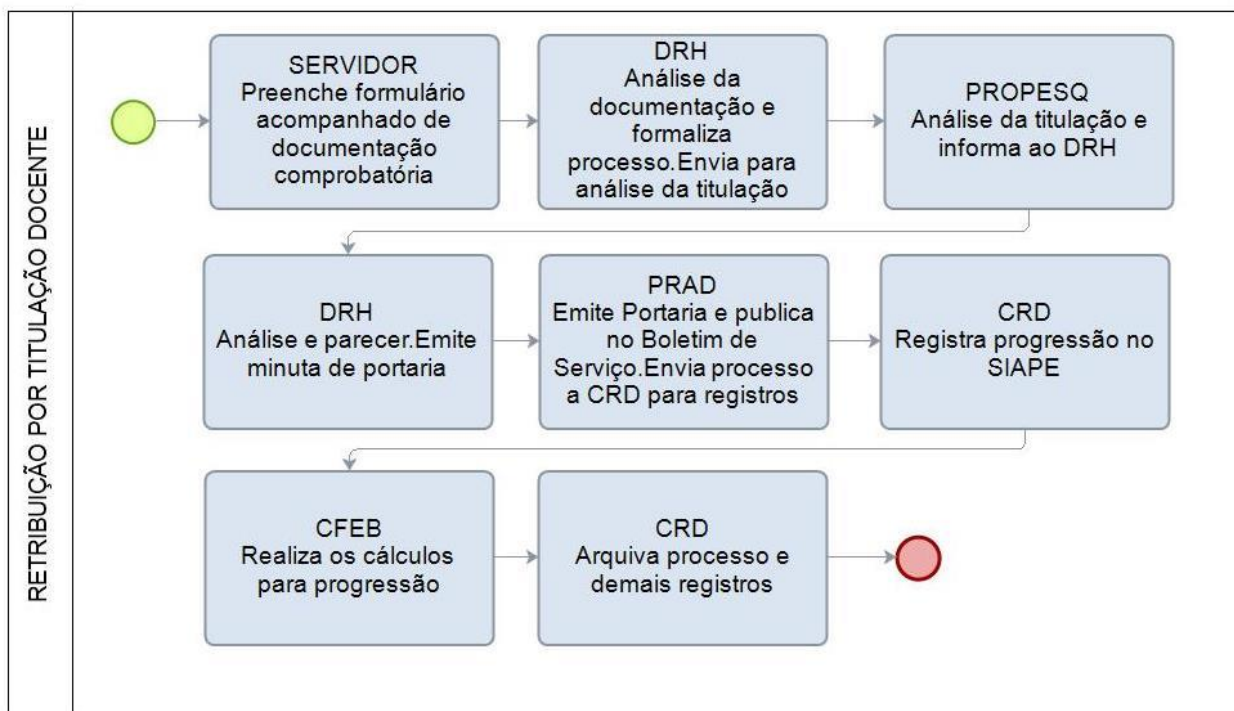 RETRIBUIÇÃO POR TITULAÇÃO DOCENTE
SERVIDOR
Preenche formulário
acompanhado de
documentação
comprobatória
DRH
Análise da
documentação e
formaliza
processo.Envia para
análise da titulação
PROPESQ
Análise da titulação e
informa ao DRH
DRH
Análise e parecer.Emite
minuta de portaria
PRAD
Emite Portaria e publica
no Boletim de
Serviço.Envia processo
a CRD para registros
CRD
Registra progressão no
SIAPE
CFEB
Realiza os cálculos
para progressão
CRD
Arquiva processo e
demais registros